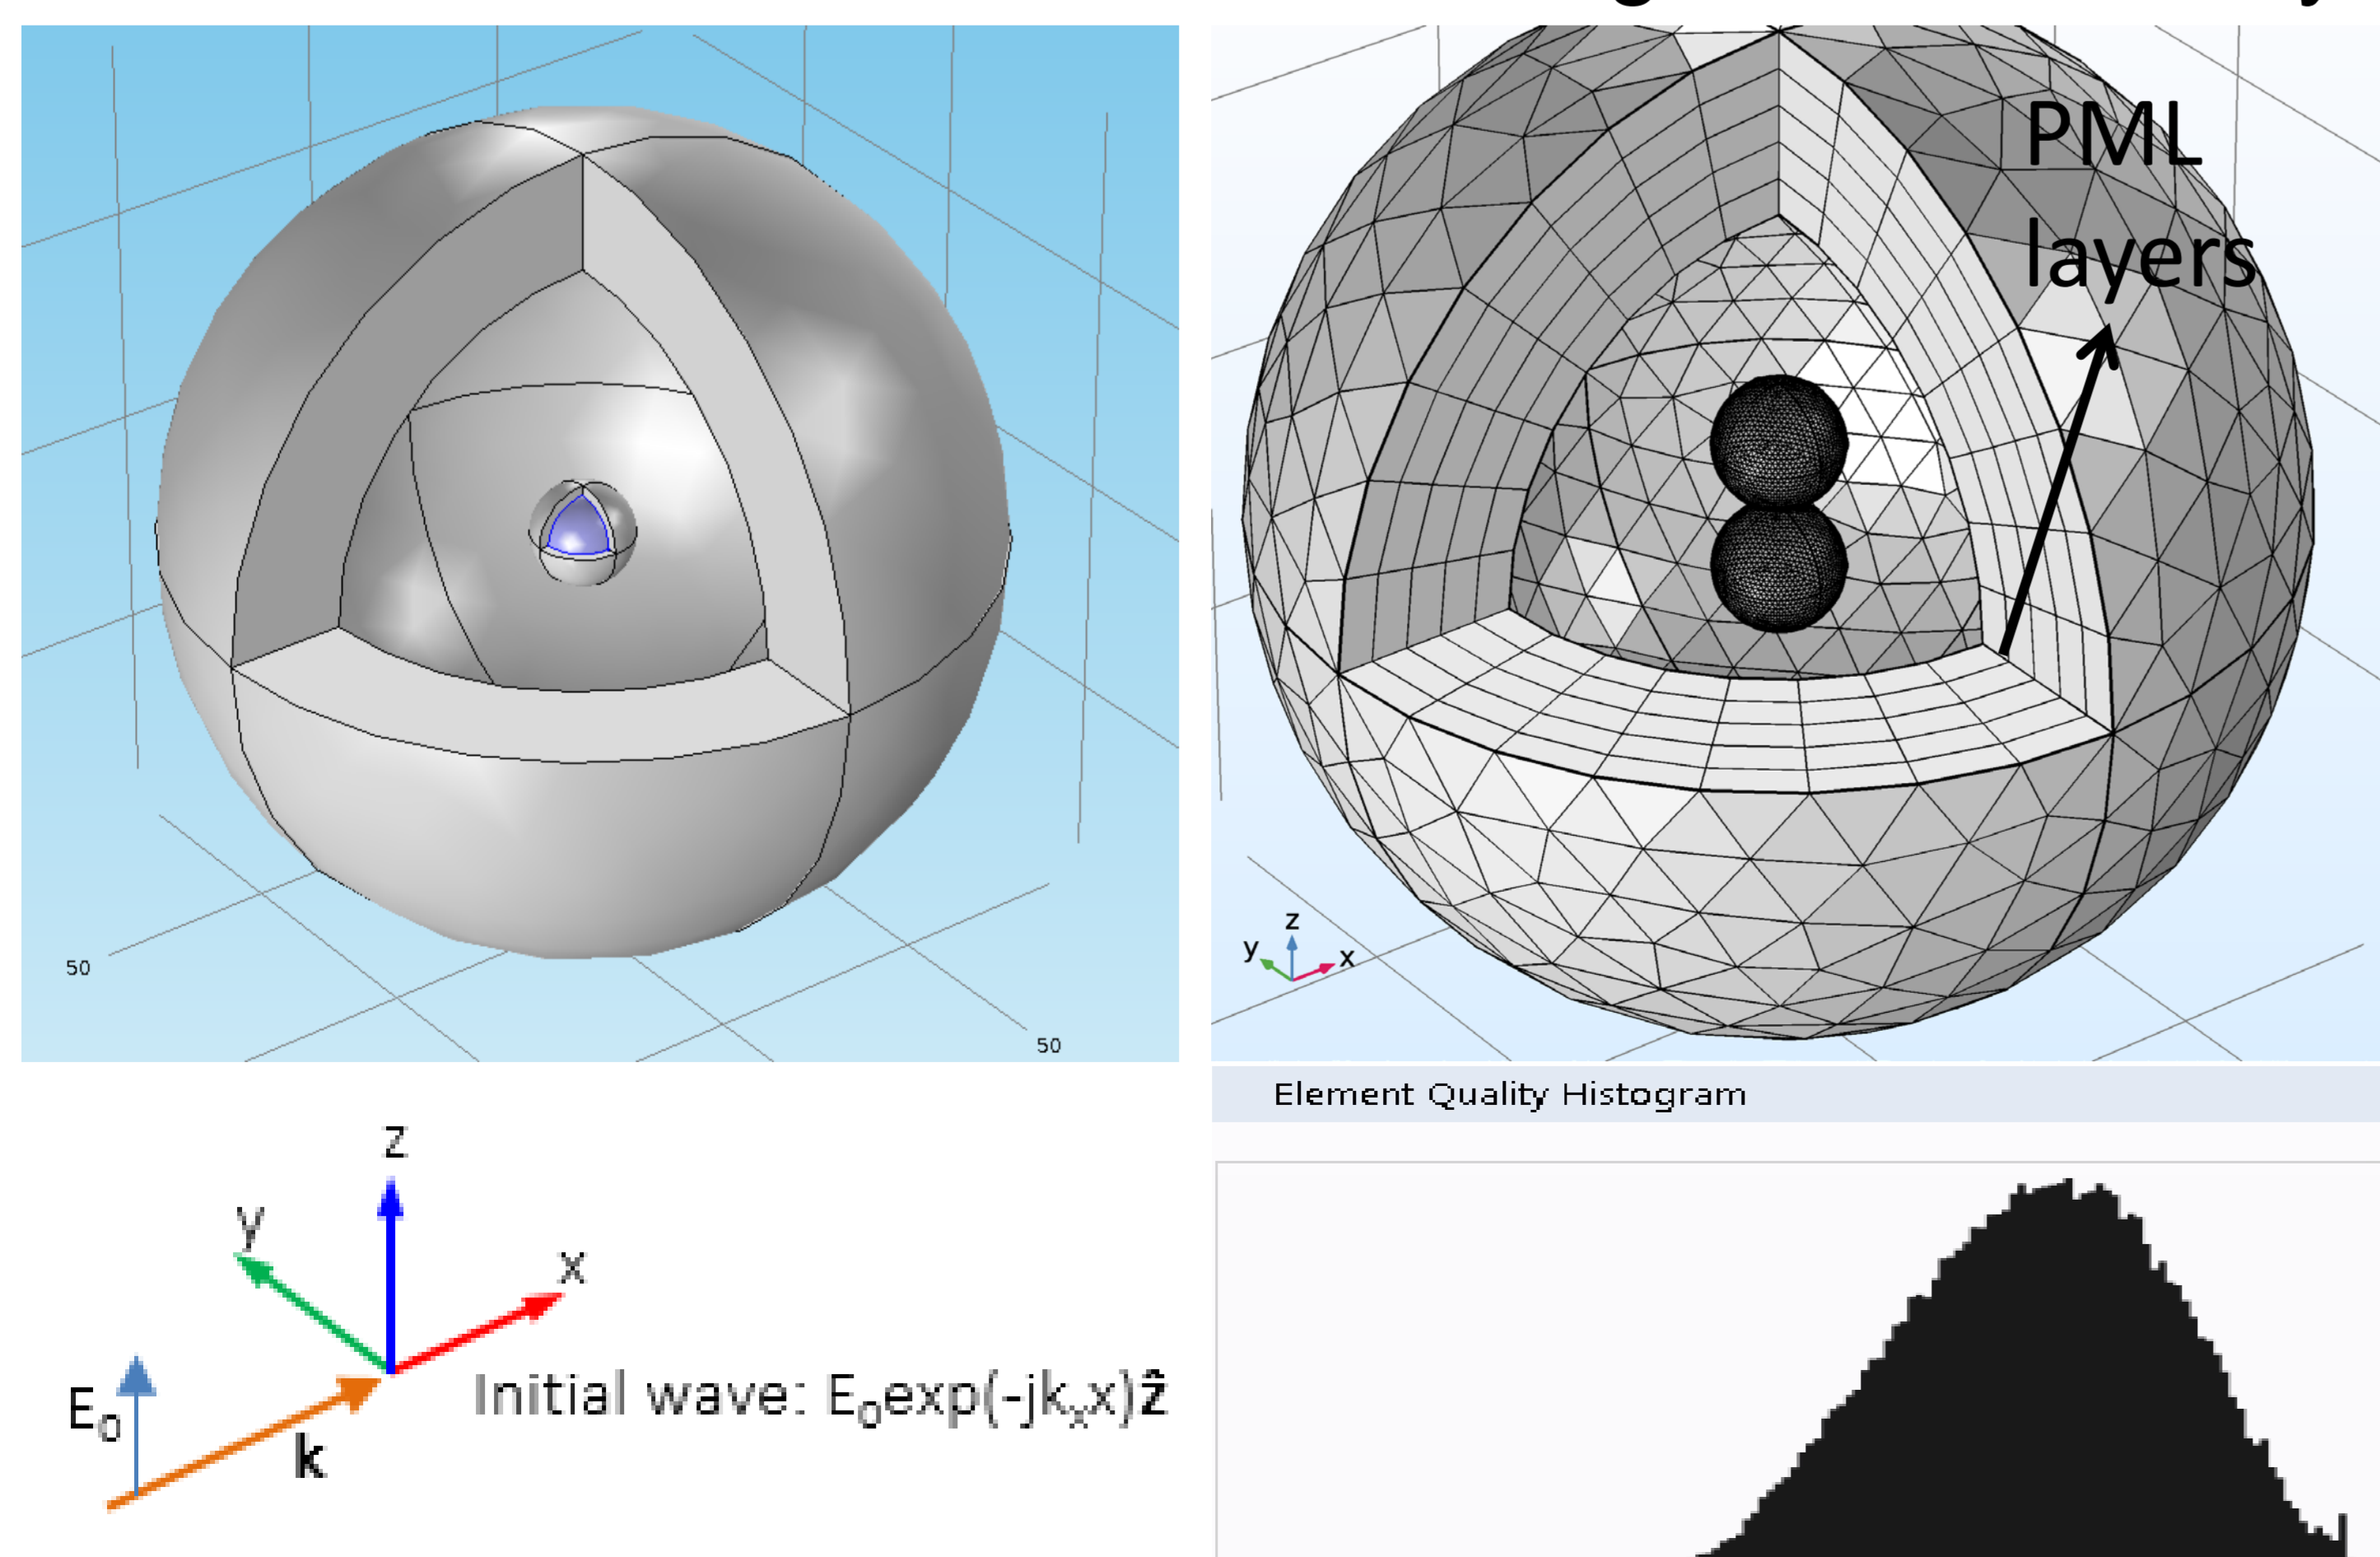 PML
layers
50
50
z
y
x
Element Quality Histogram
z
y
x
E₀
k
Initial wave: E₀exp(-jkₓx)ẑ